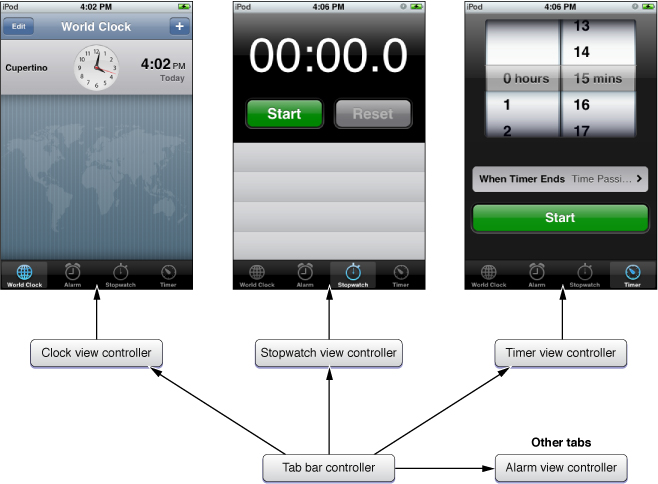 iPod 4:02 PM
Edit World Clock +
Cupertino 4:02 PM
Today
World Clock Alarm Stopwatch Timer
iPod 4:06 PM
00:00.0
Start Reset
World Clock Alarm Stopwatch Timer
iPod 4:06 PM
13
14
0 hours 15 mins
1 16
2 17
When Timer Ends Time Passi...
Start
World Clock Alarm Stopwatch Timer
Clock view controller
Stopwatch view controller
Timer view controller
Other tabs
Tab bar controller
Alarm view controller